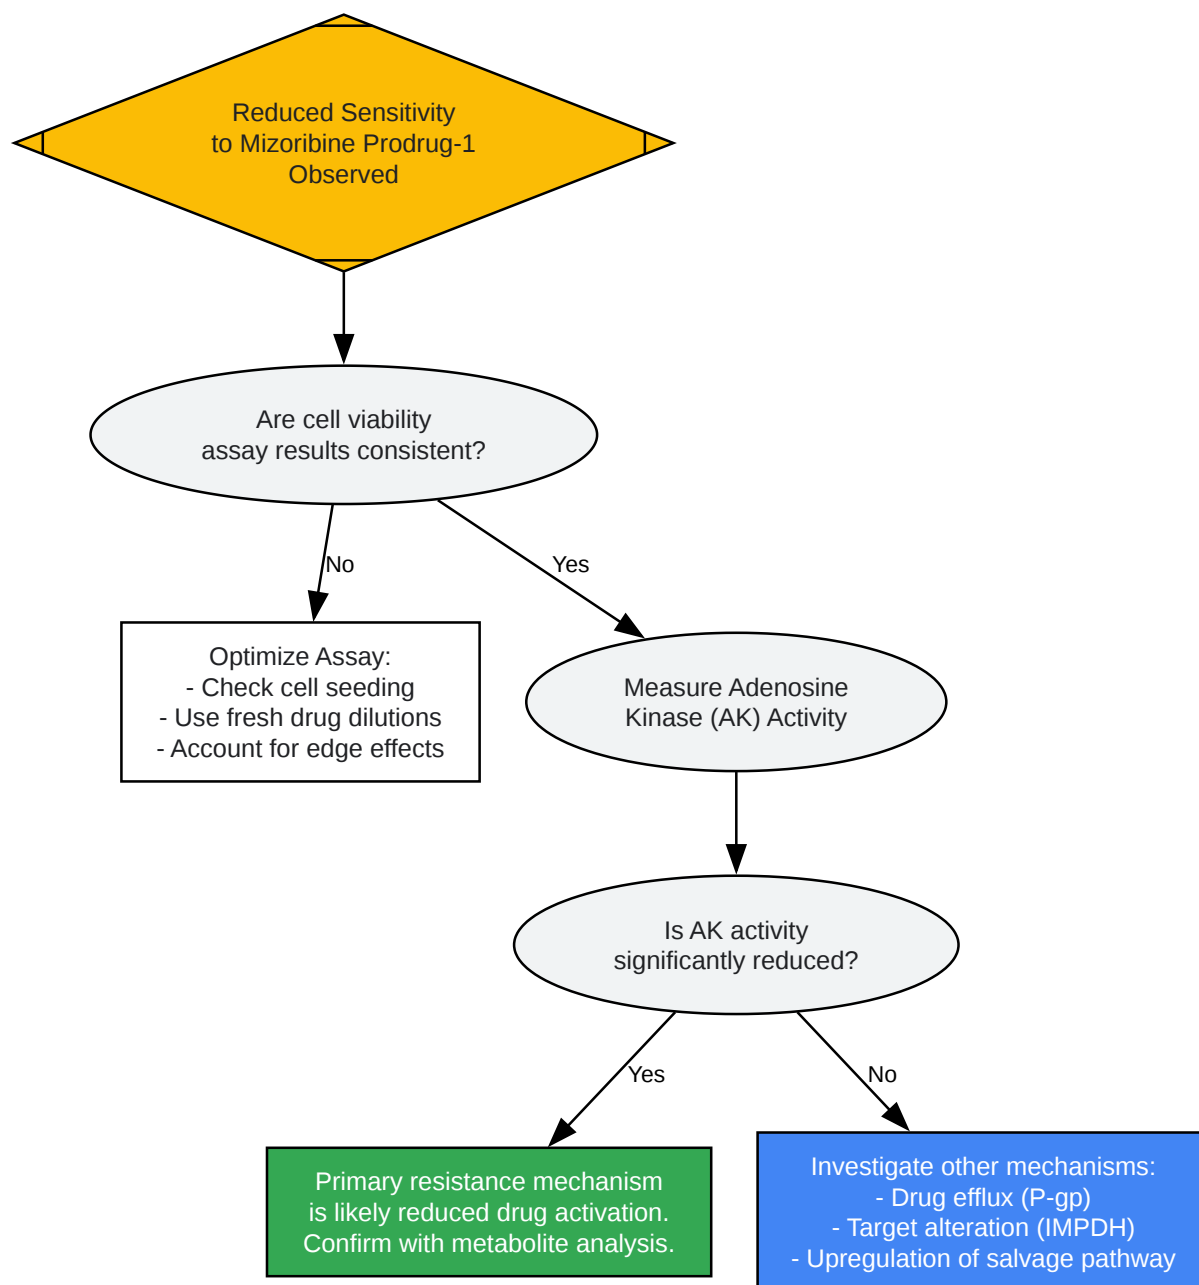 Reduced Sensitivity
to Mizoribine Prodrug-1
Observed
Are cell viability
assay results consistent?
No
Yes
Optimize Assay:
- Check cell seeding
- Use fresh drug dilutions
- Account for edge effects
Measure Adenosine
Kinase (AK) Activity
Is AK activity
significantly reduced?
Yes
No
Primary resistance mechanism
is likely reduced drug activation.
Confirm with metabolite analysis.
Investigate other mechanisms:
- Drug efflux (P-gp)
- Target alteration (IMPDH)
- Upregulation of salvage pathway